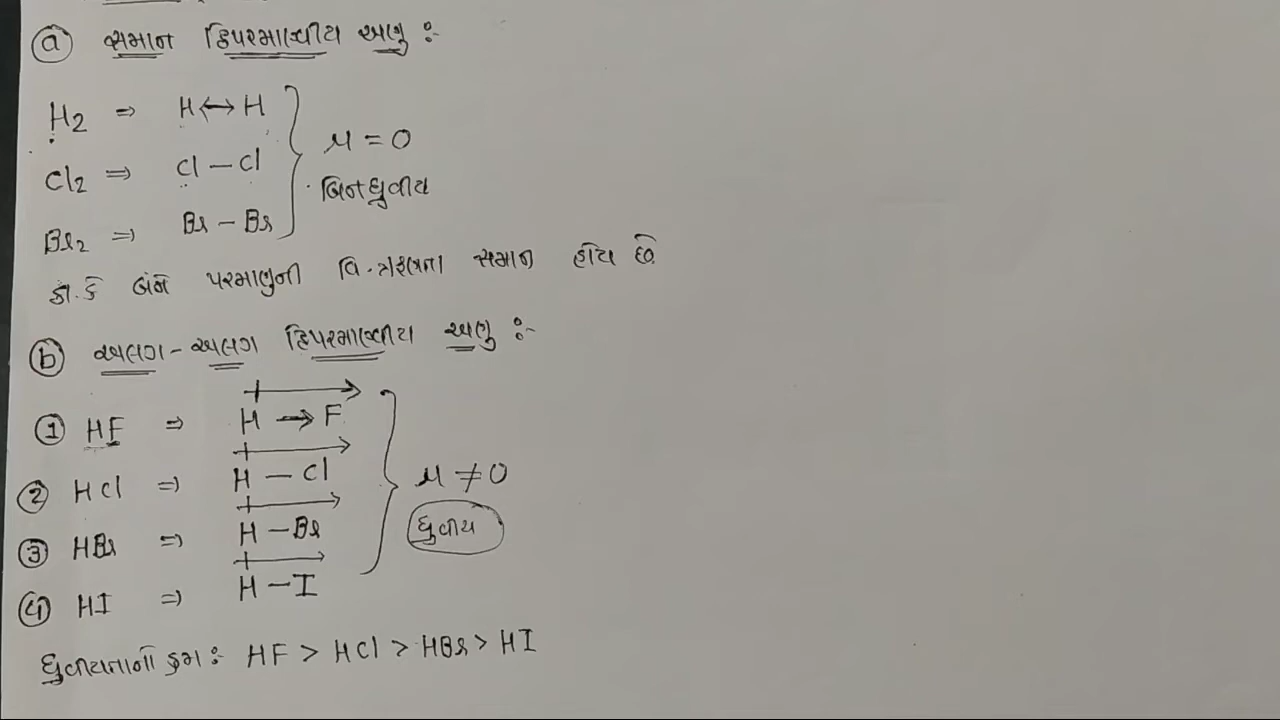 ⓐ સમાન દ્વિપરમાણ્વીય અણુ :-
H2 ⇒ H↔H
Cl2 ⇒ Cl – Cl
Br2 ⇒ Br – Br
μ = 0
બિનધ્રુવીય
કા.કે બંને પરમાણુની વિ.ઋણતા સમાન હોય છે
ⓑ અલગ-અલગ દ્વિપરમાણ્વીય અણુ :-
① HF ⇒ H → F
② HCl ⇒ H – Cl
③ HBr ⇒ H – Br
④ HI ⇒ H – I
μ ≠ 0
ધ્રુવીય
ધ્રુવીયતાનો ક્રમ :- HF > HCl > HBr > HI